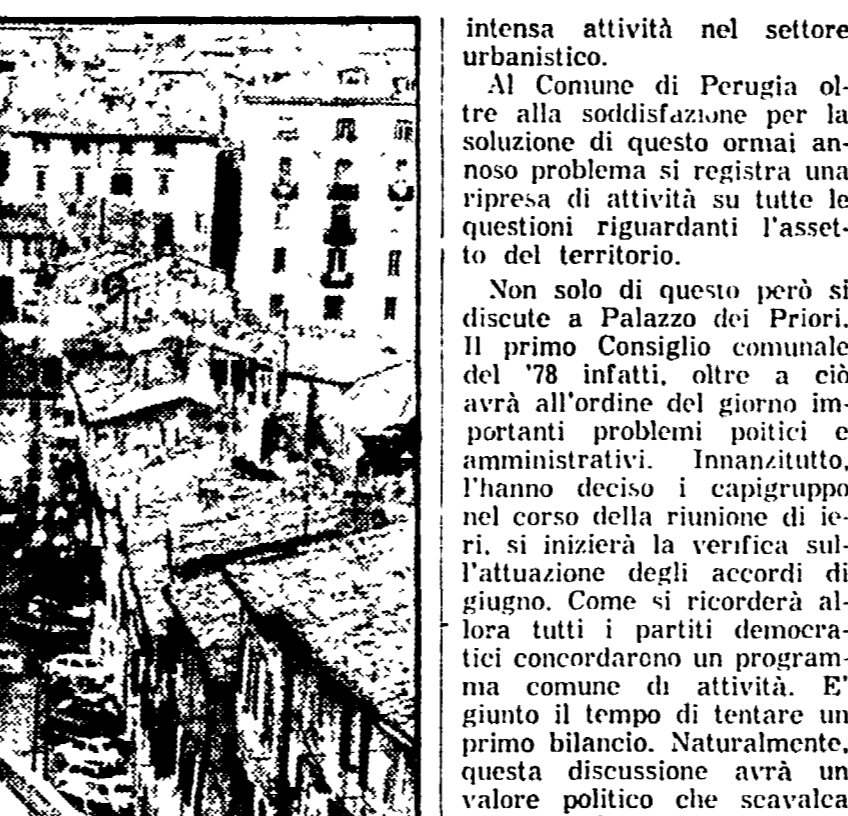 intensa attività nel settore
urbanistico.
Al Comune di Perugia ol-
tre alla soddisfazione per la
soluzione di questo ormai an-
noso problema si registra una
ripresa di attività su tutte le
questioni riguardanti l'asset-
to del territorio.
Non solo di questo però si
discute a Palazzo dei Priori.
Il primo Consiglio comunale
del '78 infatti, oltre a ciò
avrà all'ordine del giorno im-
portanti problemi poitici e
amministrativi. Innanzitutto,
l'hanno deciso i capigruppo
nel corso della riunione di ie-
ri, si inizierà la verifica sul-
l'attuazione degli accordi di
giugno. Come si ricorderà al-
lora tutti i partiti democra-
tici concordarono un program-
ma comune di attività. E'
giunto il tempo di tentare un
primo bilancio. Naturalmente,
questa discussione avrà un
valore politico che scavalca